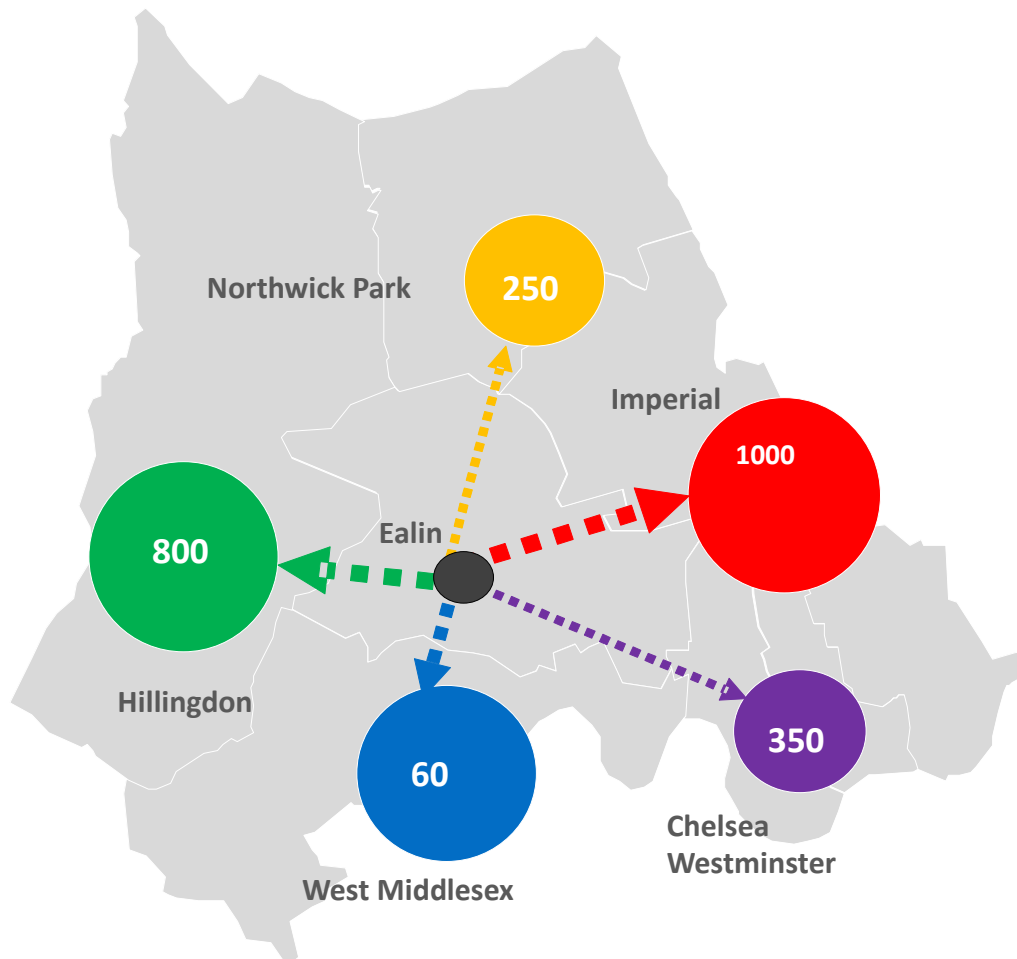 Northwick Park
250
Imperial
1000
Ealin
800
Hillingdon
60
350
Chelsea
Westminster
West Middlesex